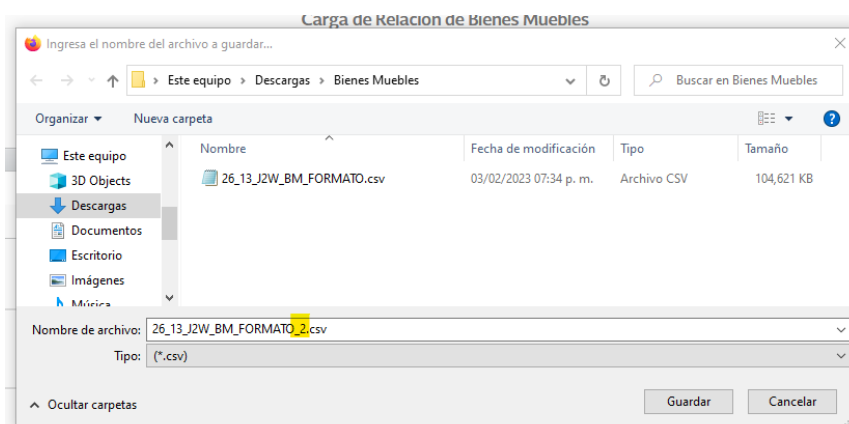 Carga de Relación de Bienes Muebles
Ingresa el nombre del archivo a guardar...
Este equipo > Descargas > Bienes Muebles
Buscar en Bienes Muebles
Organizar
Nueva carpeta
Este equipo
3D Objects
Descargas
Documentos
Escritorio
Imágenes
Música
Nombre Fecha de modificación Tipo Tamaño
26_13_J2W_BM_FORMATO.csv 03/02/2023 07:34 p. m. Archivo CSV 104,621 KB
Nombre de archivo: 26_13_J2W_BM_FORMATO_2.csv
Tipo: (*.csv)
Ocultar carpetas
Guardar
Cancelar